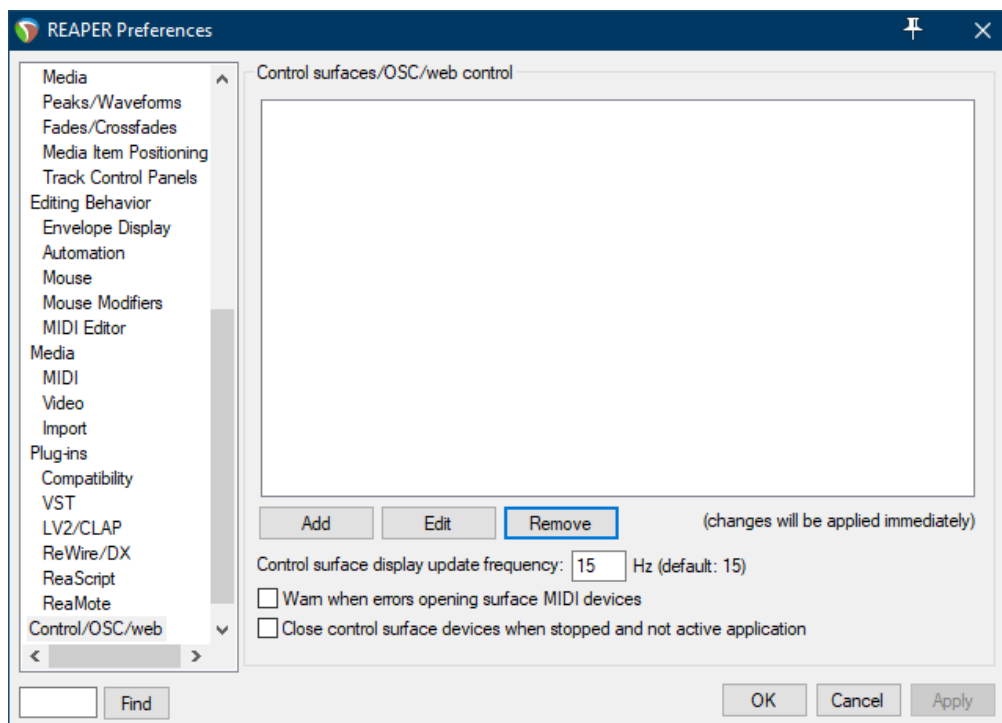 REAPER Preferences
Media
Peaks/Waveforms
Fades/Crossfades
Media Item Positioning
Track Control Panels
Editing Behavior
Envelope Display
Automation
Mouse
Mouse Modifiers
MIDI Editor
Media
MIDI
Video
Import
Plug-ins
Compatibility
VST
LV2/CLAP
ReWire/DX
ReaScript
ReaMote
Control/OSC/web
Find
Control surfaces/OSC/web control
Add Edit Remove (changes will be applied immediately)
Control surface display update frequency: 15 Hz (default: 15)
Warn when errors opening surface MIDI devices
Close control surface devices when stopped and not active application
OK Cancel Apply